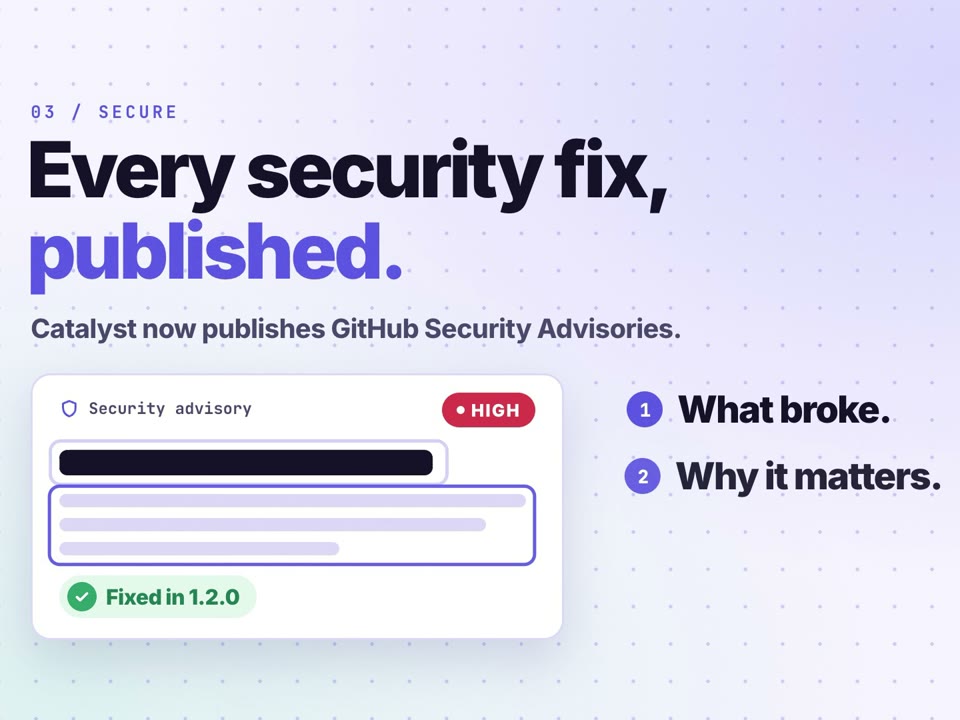 03 / SECURE
Every security fix,
published.
Catalyst now publishes GitHub Security Advisories.
Security advisory
HIGH
1 What broke.
2 Why it matters.
Fixed in 1.2.0